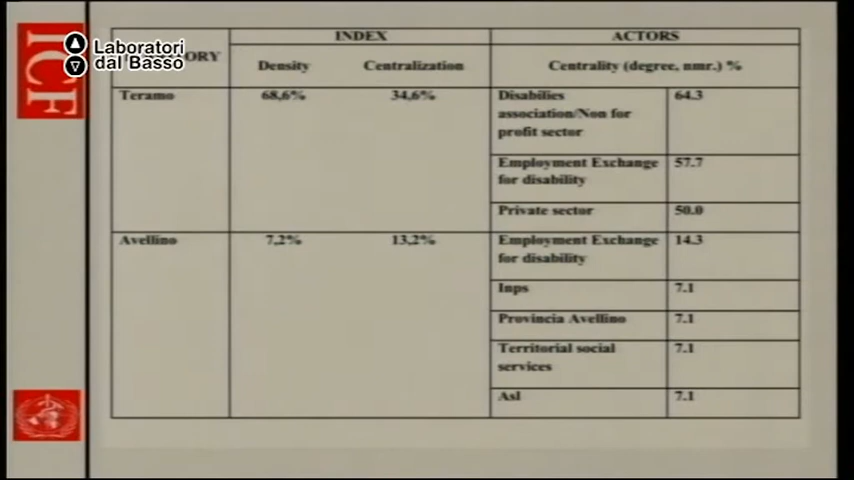 ICF
Laboratori
dal Basso
ORY
INDEX
ACTORS
Density
Centralization
Centrality (degree, nmr.) %
Teramo
68,6%
34,6%
Disabilies
association/Non for
profit sector
64.3
Employment Exchange
for disability
57.7
Private sector
50.0
Avellino
7,2%
13,2%
Employment Exchange
for disability
14.3
Inps
7.1
Provincia Avellino
7.1
Territorial social
services
7.1
Asl
7.1